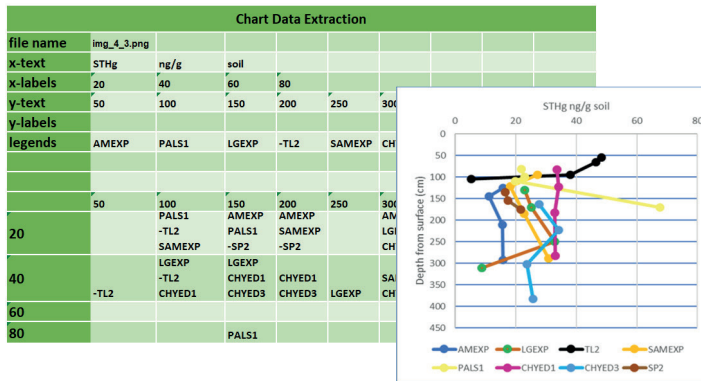 Chart Data Extraction
file name img_4_3.png
x-text STHg ng/g soil
x-labels 20 40 60 80
y-text 50 100 150 200 250 300
y-labels
legends AMEXP PALS1 LGEXP -TL2 SAMEXP
50 100 150 200 250
PALS1 AMEXP AMEXP
20 -TL2 PALS1 SAMEXP
SAMEXP -SP2 -SP2
LGEXP LGEXP
40 -TL2 CHYED1 CHYED1
-TL2 CHYED1 CHYED3 CHYED3 LGEXP
60
80 PALS1
STHg ng/g soil
0 20 40 60 80
0
50
100
150
200
250
300
350
400
450
Depth from surface (cm)
AMEXP LGEXP TL2 SAMEXP
PALS1 CHYED1 CHYED3 SP2